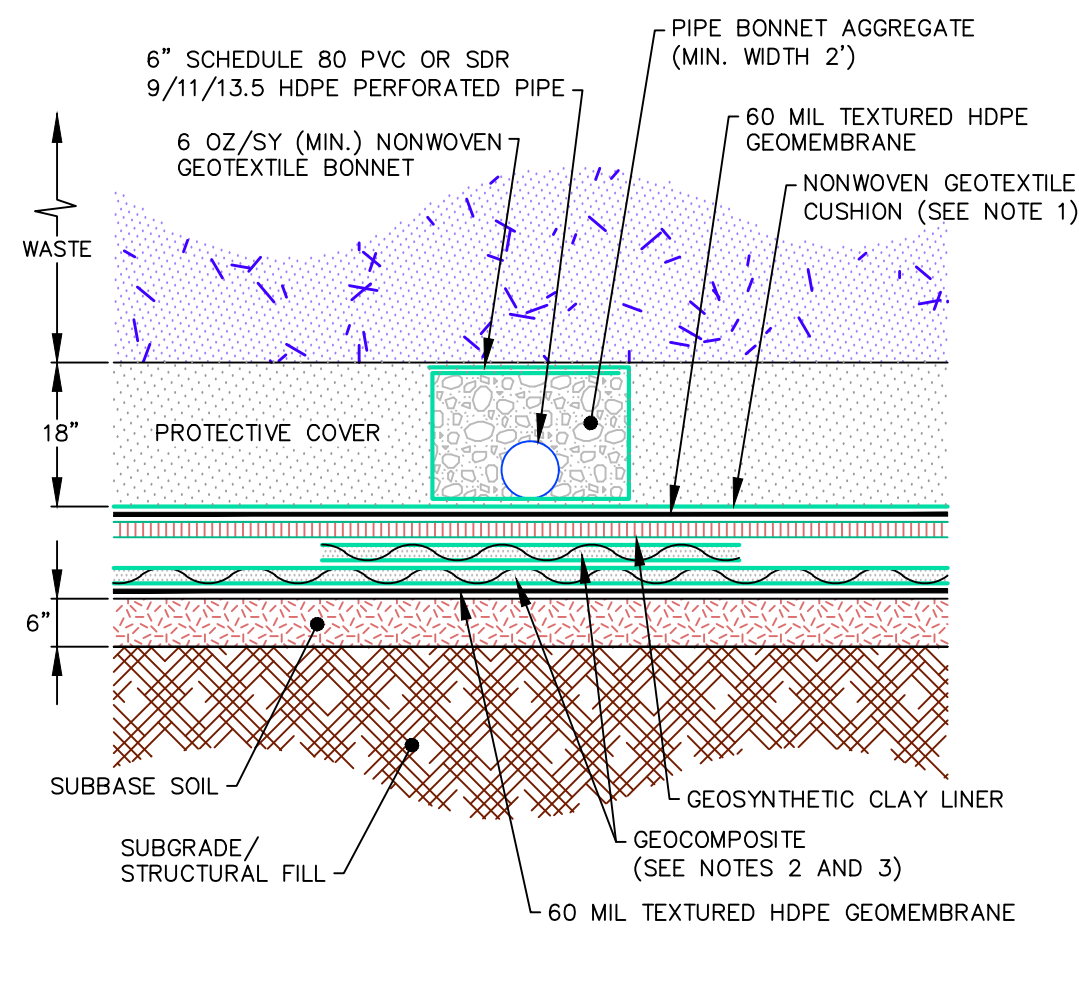 PIPE BONNET AGGREGATE
(MIN. WIDTH 2')
6" SCHEDULE 80 PVC OR SDR
9/11/13.5 HDPE PERFORATED PIPE
60 MIL TEXTURED HDPE
GEOMEMBRANE
6 OZ/SY (MIN.) NONWOVEN
GEOTEXTILE BONNET
NONWOVEN GEOTEXTILE
CUSHION (SEE NOTE 1)
WASTE
18"
PROTECTIVE COVER
6"
SUBBASE SOIL
GEOSYNTHETIC CLAY LINER
SUBGRADE/
STRUCTURAL FILL
GEOCOMPOSITE
(SEE NOTES 2 AND 3)
60 MIL TEXTURED HDPE GEOMEMBRANE